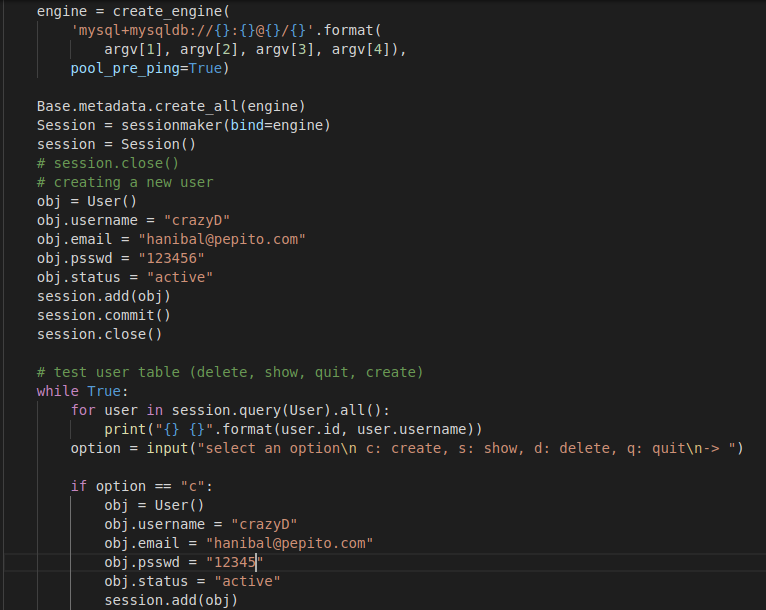 engine = create_engine(
'mysql+mysqldb://{}:{}@{}/{}'.format(
argv[1], argv[2], argv[3], argv[4]),
pool_pre_ping=True)
Base.metadata.create_all(engine)
Session = sessionmaker(bind=engine)
session = Session()
# session.close()
# creating a new user
obj = User()
obj.username = "crazyD"
obj.email = "hanibal@pepito.com"
obj.psswd = "123456"
obj.status = "active"
session.add(obj)
session.commit()
session.close()
# test user table (delete, show, quit, create)
while True:
for user in session.query(User).all():
print("{} {}".format(user.id, user.username))
option = input("select an option\n c: create, s: show, d: delete, q: quit\n-> ")
if option == "c":
obj = User()
obj.username = "crazyD"
obj.email = "hanibal@pepito.com"
obj.psswd = "12345"
obj.status = "active"
session.add(obj)